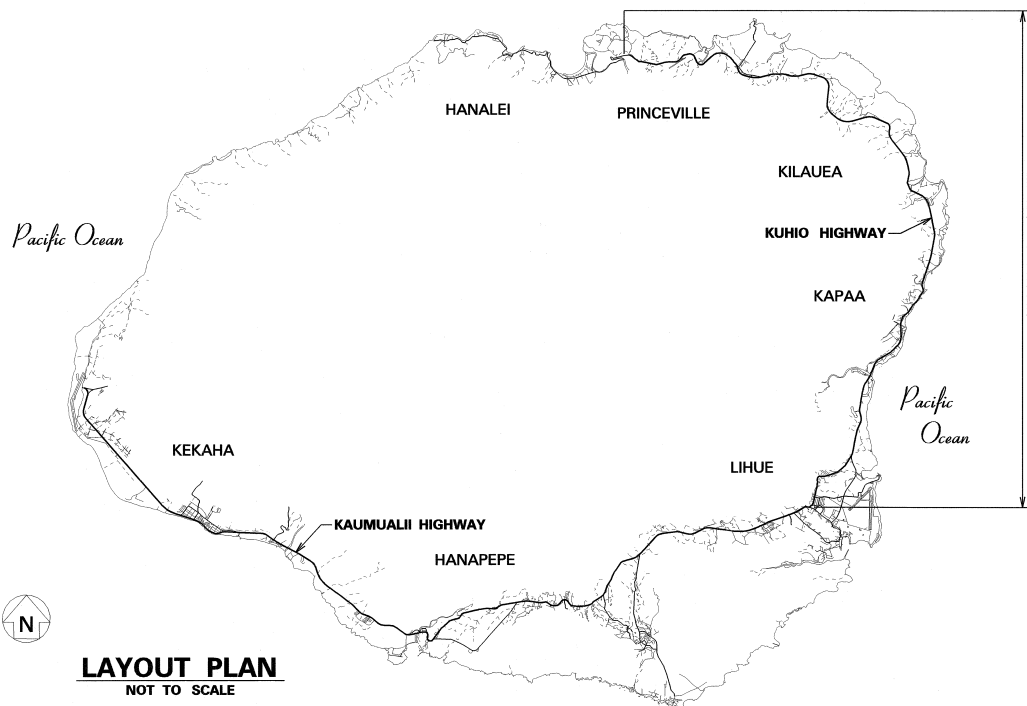 HANALEI
PRINCEVILLE
KILAUEA
Pacific Ocean
KUHIO HIGHWAY
KAPAA
Pacific
Ocean
KEKAHA
LIHUE
KAUMUALII HIGHWAY
HANAPEPE
N
LAYOUT PLAN
NOT TO SCALE